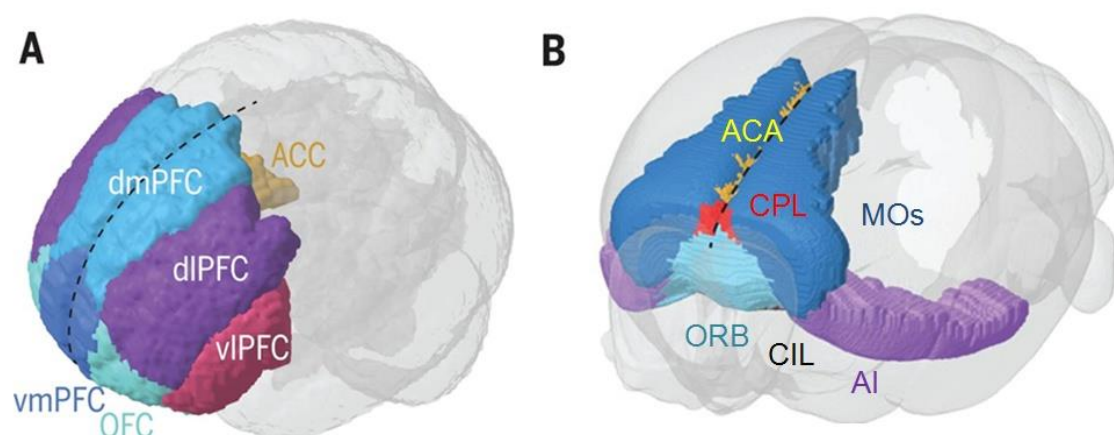 A
ACC
dmPFC
dlPFC
vlPFC
vmPFC
OFC
B
ACA
CPL
MOs
ORB
CIL
AI